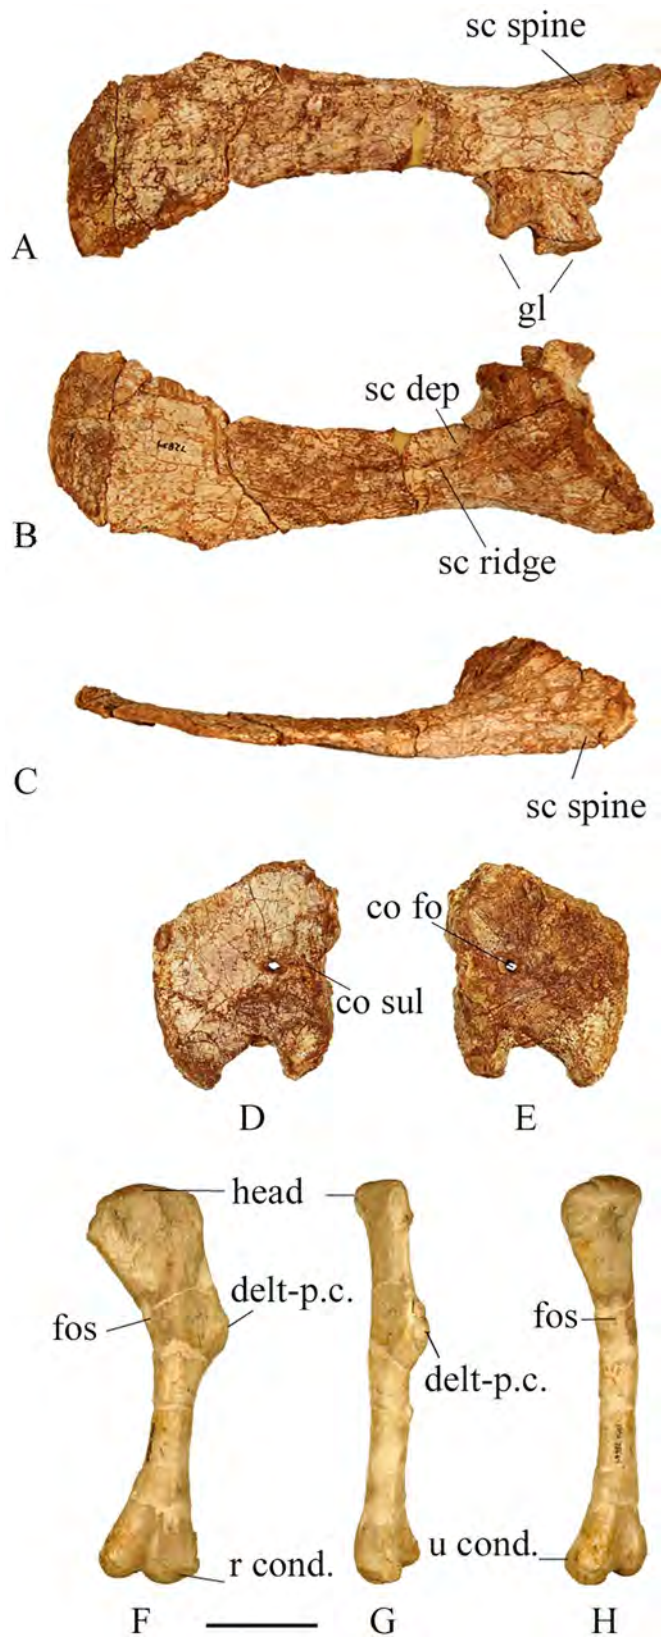 sc spine
A
gl
sc dep
72804
B
sc ridge
C
sc spine
co fo
co sul
D
E
head
delt-p.c.
fos
fos
delt-p.c.
r cond.
u cond.
F
G
H